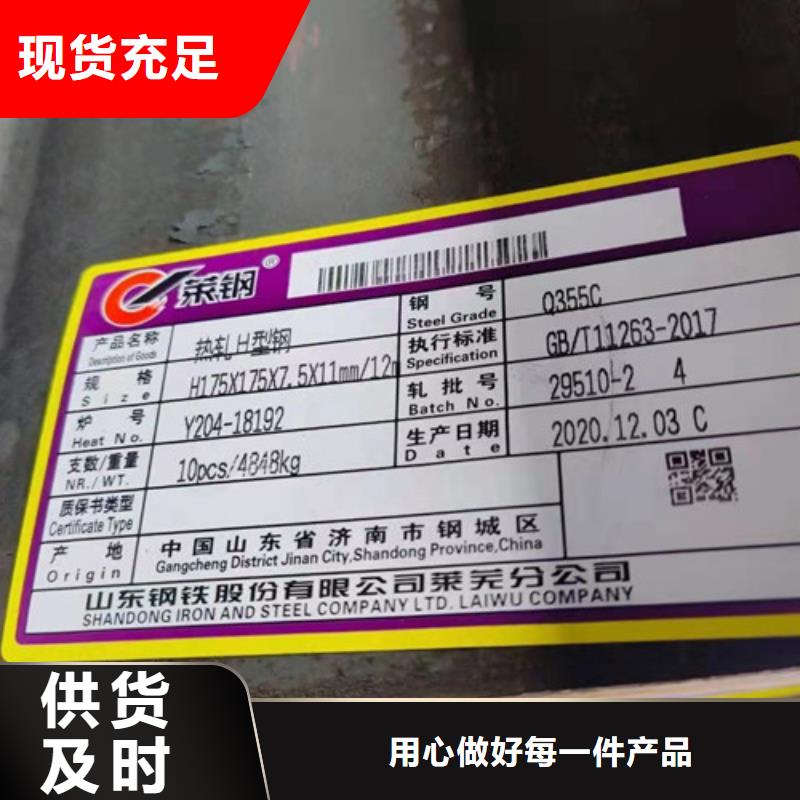 现货充足
莱钢®
钢 号 Q355C
Steel Grade
产品名称 热轧H型钢
Description of Goods
执行标准 GB/T11263-2017
Specification
规 格 H175X175X7.5X11mm/12m
Size
轧批号 29510-2 4
Batch No.
炉 号 Y204-18192
Heat No.
生产日期 2020.12.03 C
Date
支数/重量 10pcs/4848kg
NR./WT.
质保书类型
Certificate Type
产 地 中国山东省济南市钢城区
Origin Gangcheng District Jinan City,Shandong Province,China
山东钢铁股份有限公司莱芜分公司
SHANDONG IRON AND STEEL COMPANY LTD. LAIWU COMPANY
供货
及时
用心做好每一件产品